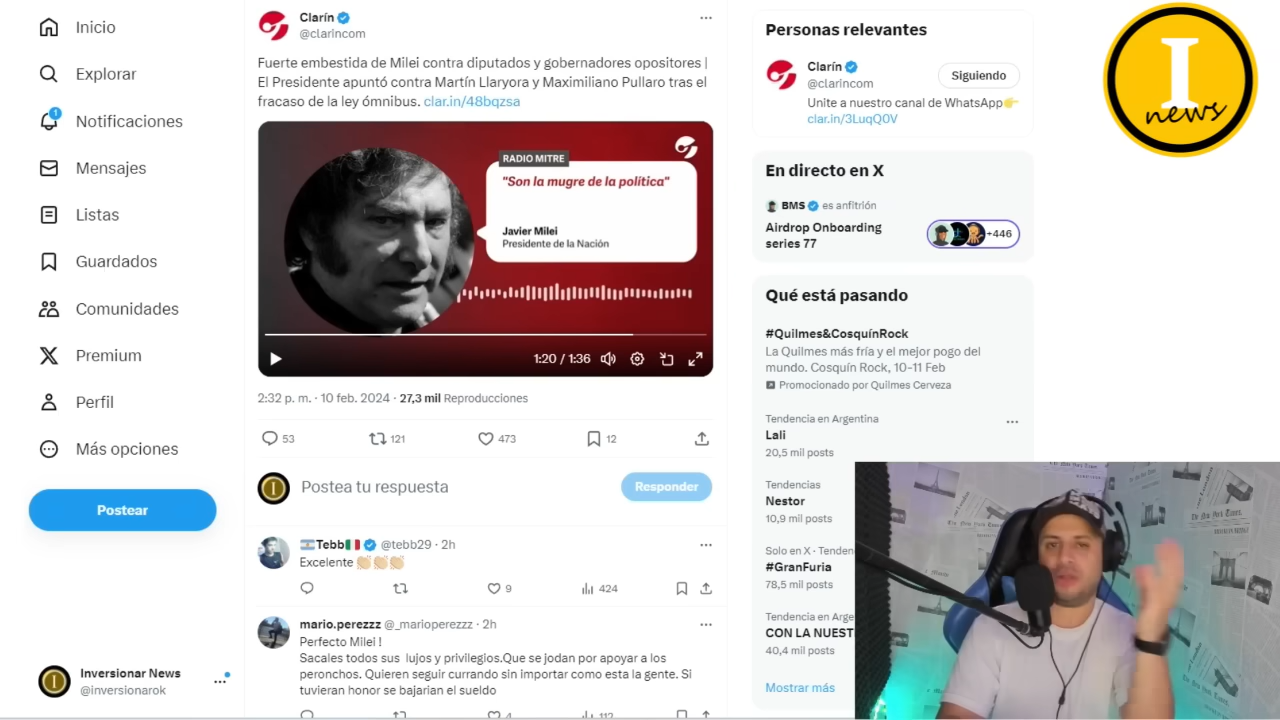 Inicio
Explorar
1
Notificaciones
Mensajes
Listas
Guardados
Comunidades
Premium
Perfil
Más opciones
Postear
Inversionar News
@inversionarok
Clarín
@clarincom
Fuerte embestida de Milei contra diputados y gobernadores opositores |
El Presidente apuntó contra Martín Llaryora y Maximiliano Pullaro tras el
fracaso de la ley ómnibus. clar.in/48bqzsa
RADIO MITRE
"Son la mugre de la política"
Javier Milei
Presidente de la Nación
1:20 / 1:36
2:32 p. m. · 10 feb. 2024 · 27,3 mil Reproducciones
53
121
473
12
Postea tu respuesta
Responder
Tebb @tebb29 · 2h
Excelente 👏🏻👏🏻👏🏻
9
424
mario.perezzz @_marioperezzz · 2h
Perfecto Milei !
Sacales todos sus lujos y privilegios.Que se jodan por apoyar a los
peronchos. Quieren seguir currando sin importar como esta la gente. Si
tuvieran honor se bajarian el sueldo
4
112
Personas relevantes
Clarín
@clarincom
Siguiendo
Unite a nuestro canal de WhatsApp👉
clar.in/3LuqQ0V
En directo en X
BMS es anfitrión
Airdrop Onboarding
series 77
+446
Qué está pasando
#Quilmes&CosquínRock
La Quilmes más fría y el mejor pogo del
mundo. Cosquín Rock, 10-11 Feb
Promocionado por Quilmes Cerveza
Tendencia en Argentina
Lali
20,5 mil posts
Tendencias
Nestor
10,9 mil posts
Solo en X · Tenden
#GranFuria
78,5 mil posts
Tendencia en Arge
CON LA NUEST
40,4 mil posts
Mostrar más
I
news